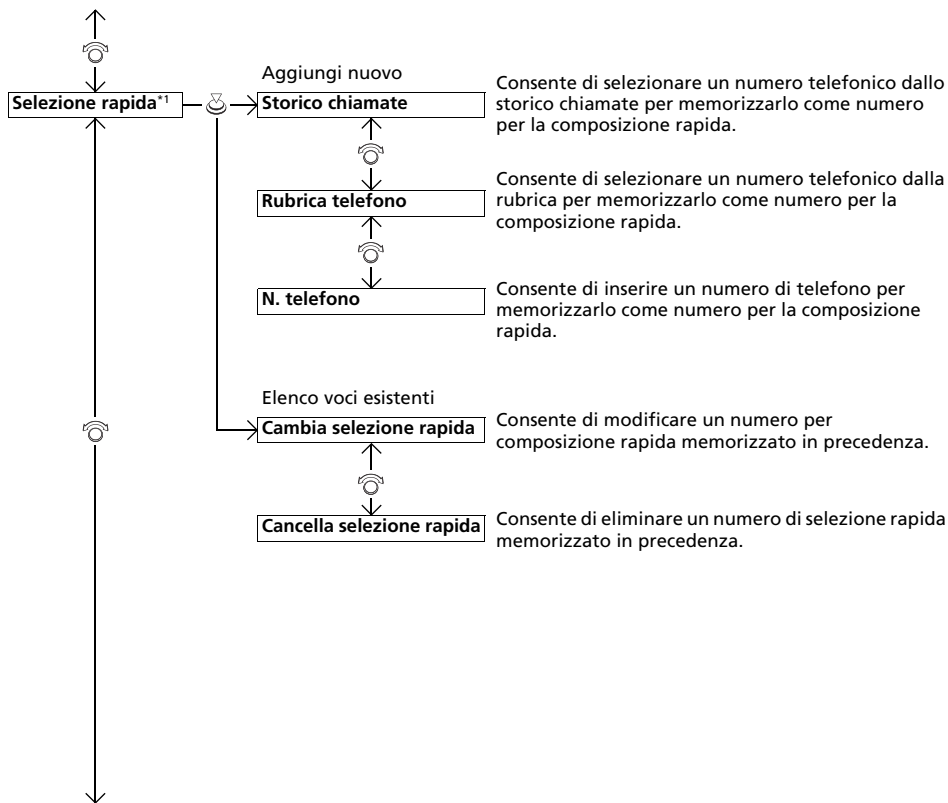 Selezione rapida*1
Aggiungi nuovo
Storico chiamate
Consente di selezionare un numero telefonico dallo
storico chiamate per memorizzarlo come numero
per la composizione rapida.
Rubrica telefono
Consente di selezionare un numero telefonico dalla
rubrica per memorizzarlo come numero per la
composizione rapida.
N. telefono
Consente di inserire un numero di telefono per
memorizzarlo come numero per la composizione
rapida.
Elenco voci esistenti
Cambia selezione rapida
Consente di modificare un numero per
composizione rapida memorizzato in precedenza.
Cancella selezione rapida
Consente di eliminare un numero di selezione rapida
memorizzato in precedenza.